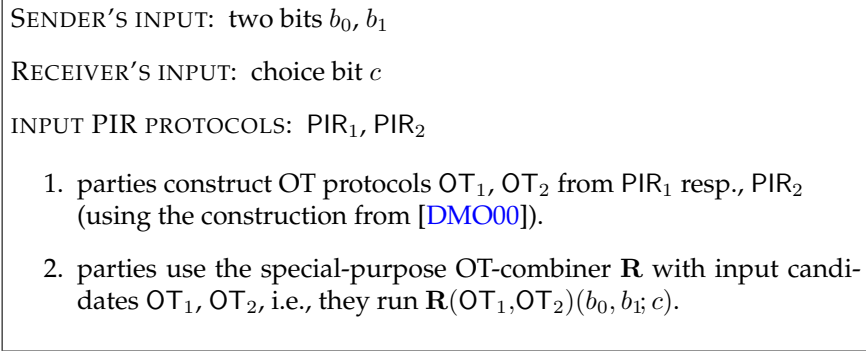 SENDER'S INPUT: two bits b₀, b₁
RECEIVER'S INPUT: choice bit c
INPUT PIR PROTOCOLS: PIR₁, PIR₂
1. parties construct OT protocols OT₁, OT₂ from PIR₁ resp., PIR₂
(using the construction from [DMO00]).
2. parties use the special-purpose OT-combiner R with input candi-
dates OT₁, OT₂, i.e., they run R(OT₁,OT₂)(b₀, b₁; c).